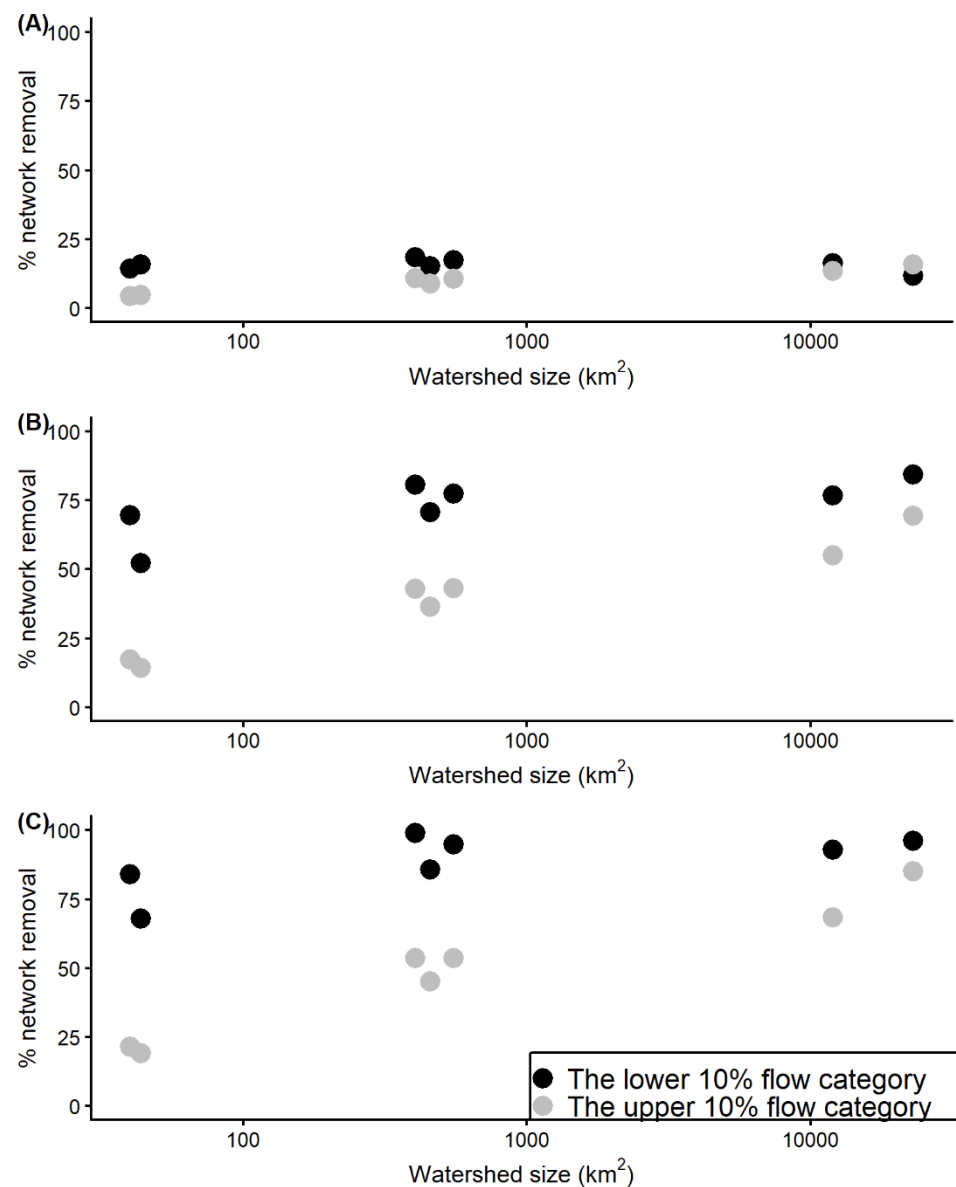 (A)
100
75
50
25
0
% network removal
100 1000 10000
Watershed size (km²)
(B)
100
75
50
25
0
% network removal
100 1000 10000
Watershed size (km²)
(C)
100
75
50
25
0
% network removal
The lower 10% flow category
The upper 10% flow category
100 1000 10000
Watershed size (km²)